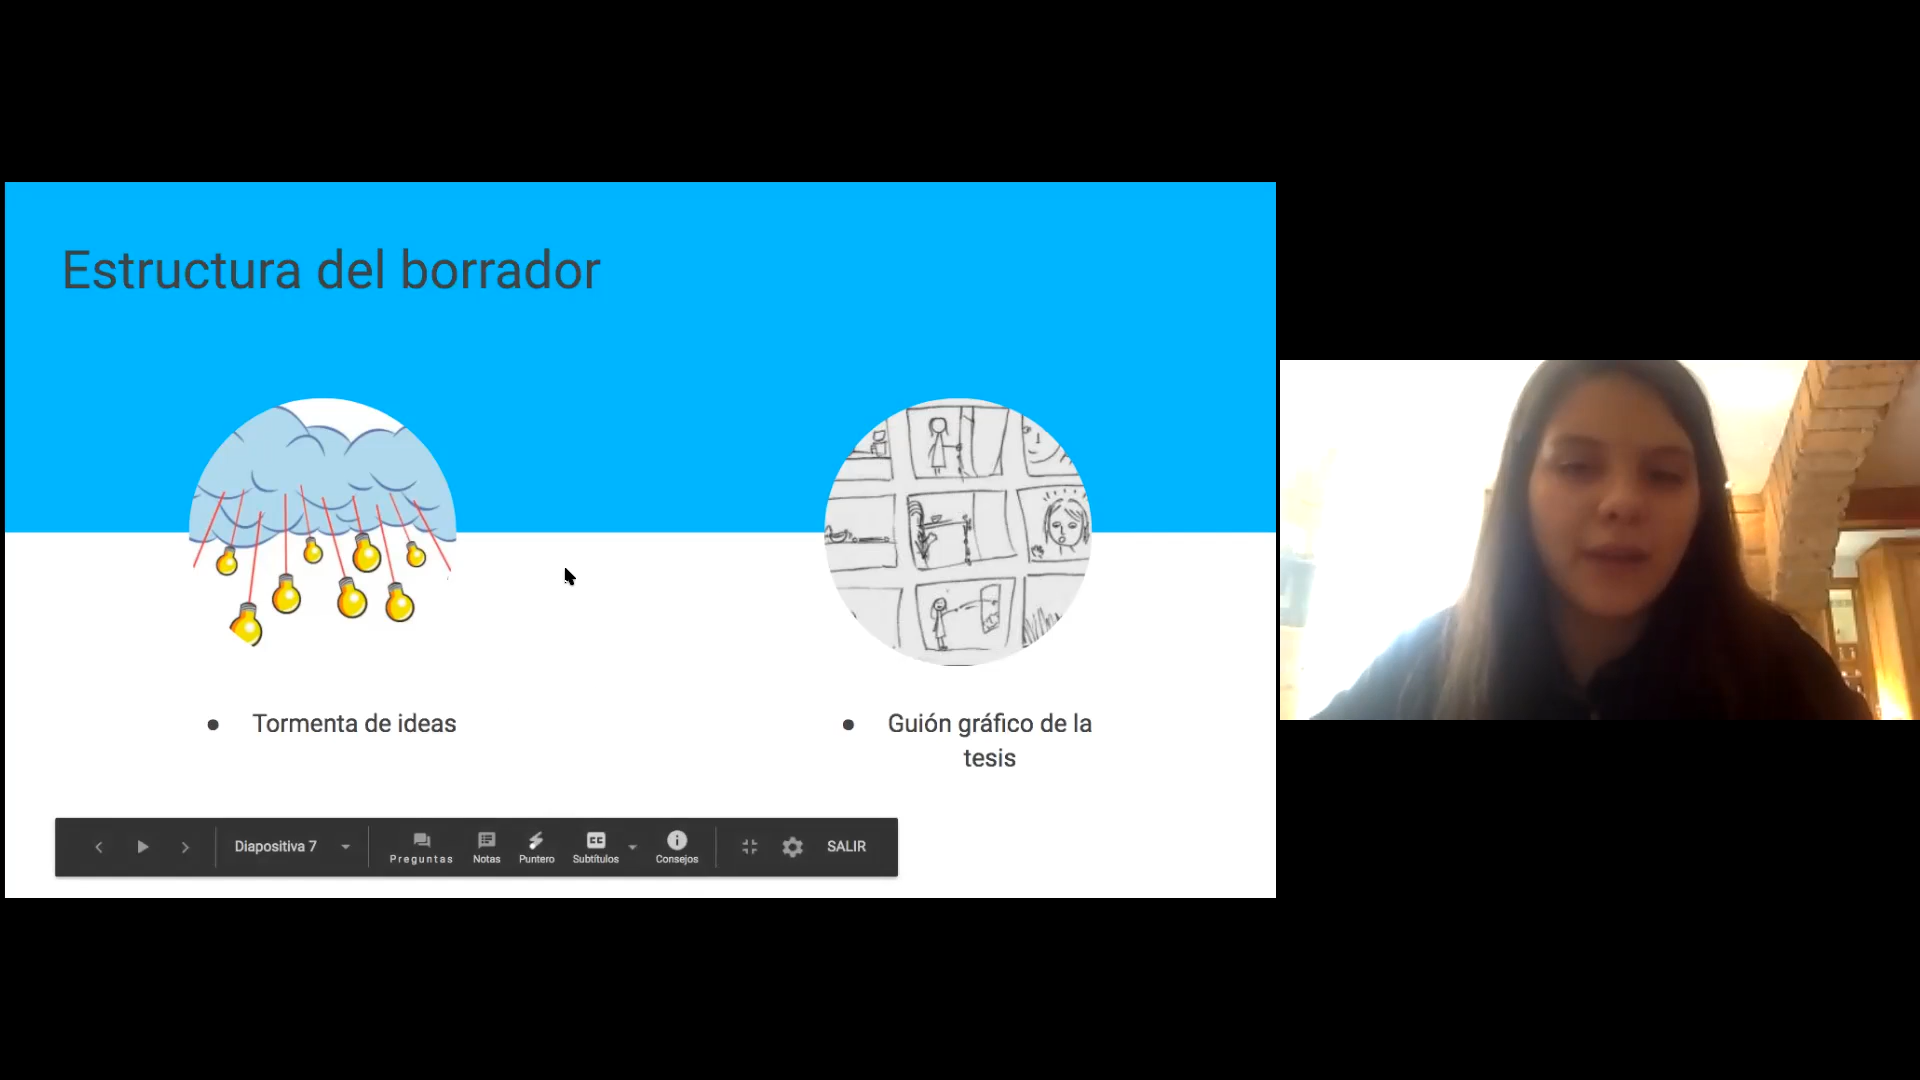 Estructura del borrador
● Tormenta de ideas
● Guión gráfico de la
tesis
Diapositiva 7
Preguntas
Notas
Puntero
Subtítulos
Consejos
SALIR